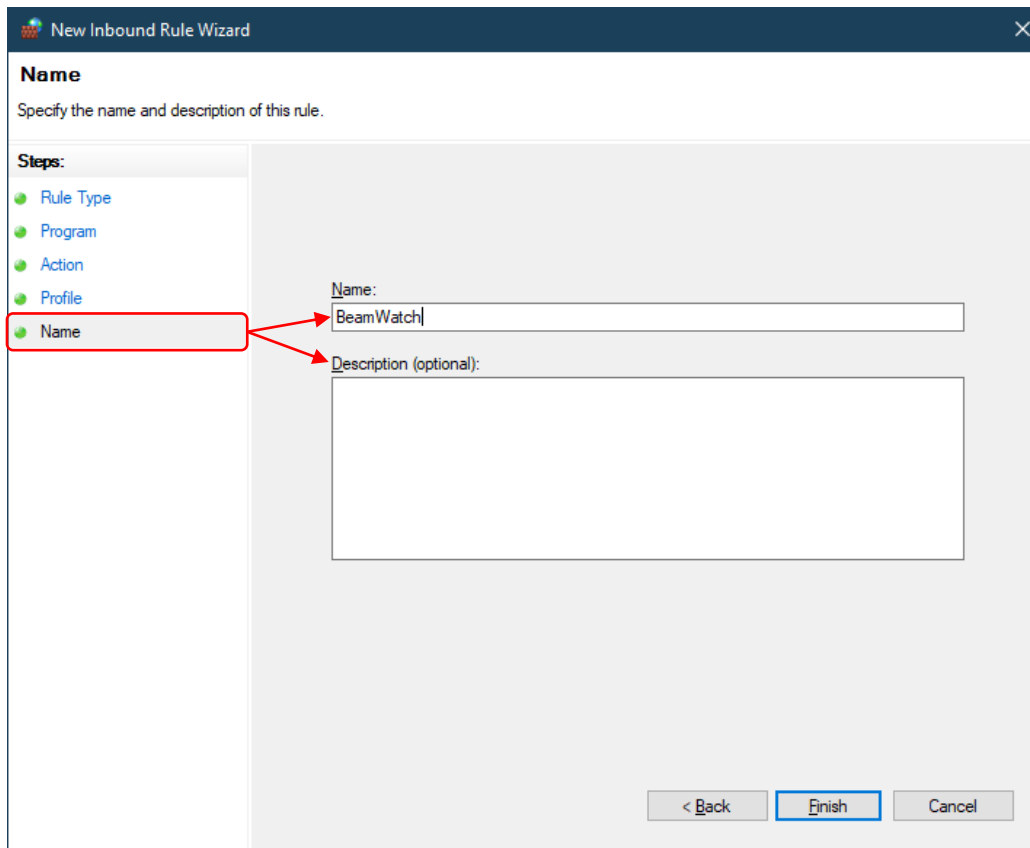 New Inbound Rule Wizard
Name
Specify the name and description of this rule.
Steps:
Rule Type
Program
Action
Profile
Name
Name:
BeamWatch
Description (optional):
< Back
Finish
Cancel